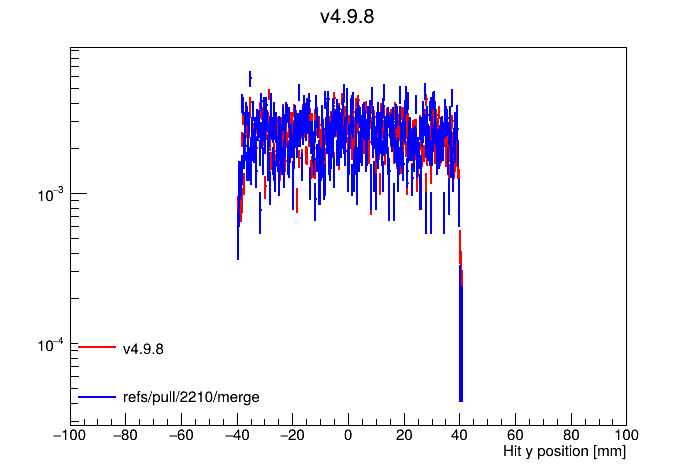 v4.9.8
10⁻³
10⁻⁴
v4.9.8
refs/pull/2210/merge
−100 −80 −60 −40 −20 0 20 40 60 80 100
Hit y position [mm]